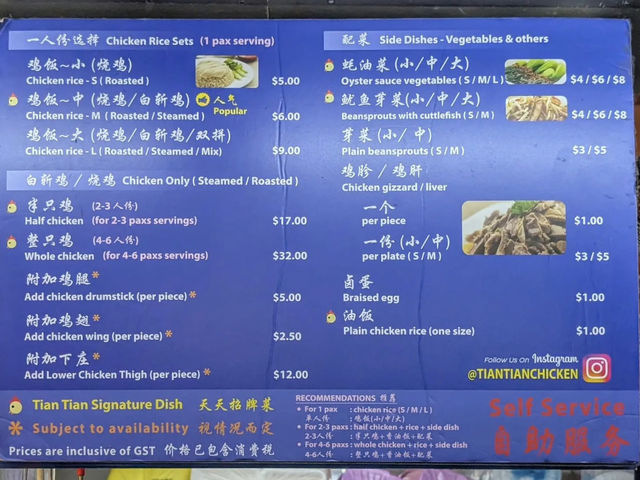 一人份选择 Chicken Rice Sets (1 pax serving)
鸡饭~小 (烧鸡)
Chicken rice - S ( Roasted ) $5.00
鸡饭~中 (烧鸡/白斩鸡) 人气
Chicken rice - M ( Roasted / Steamed ) Popular $6.00
鸡饭~大 (烧鸡/白斩鸡/双拼)
Chicken rice - L ( Roasted / Steamed / Mix) $9.00
白斩鸡 / 烧鸡 Chicken Only ( Steamed / Roasted )
半只鸡 (2-3 人份)
Half chicken (for 2-3 paxs servings) $17.00
整只鸡 (4-6 人份)
Whole chicken (for 4-6 paxs servings) $32.00
附加鸡腿*
Add chicken drumstick (per piece) * $5.00
附加鸡翅*
Add chicken wing (per piece) * $2.50
附加下庄*
Add Lower Chicken Thigh (per piece) * $12.00
配菜 Side Dishes - Vegetables & others
蚝油菜 (小/中/大)
Oyster sauce vegetables ( S / M/ L ) $4 / $6 / $8
鱿鱼芽菜(小/中/大)
Beansprouts with cuttlefish ( S / M ) $4 / $6 / $8
芽菜(小/ 中)
Plain beansprouts ( S / M ) $3 / $5
鸡胗 / 鸡肝
Chicken gizzard / liver
一个
per piece $1.00
一份 (小/中)
per plate ( S / M ) $3 / $5
卤蛋
Braised egg $1.00
油饭
Plain chicken rice (one size) $1.00
Follow Us On Instagram
@TIANTIANCHICKEN
Tian Tian Signature Dish 天天招牌菜
* Subject to availability 视情况而定
Prices are inclusive of GST 价格已包含消费税
RECOMMENDATIONS 推荐
• For 1 pax : chicken rice (S / M / L)
单人份 : 鸡饭(小/中/大)
• For 2-3 paxs : half chicken + rice + side dish
2-3人份 : 半只鸡+香油饭+配菜
• For 4-6 paxs : whole chicken + rice + side dish
4-6人份 : 整只鸡+香油饭+配菜
Self Service
自助服务